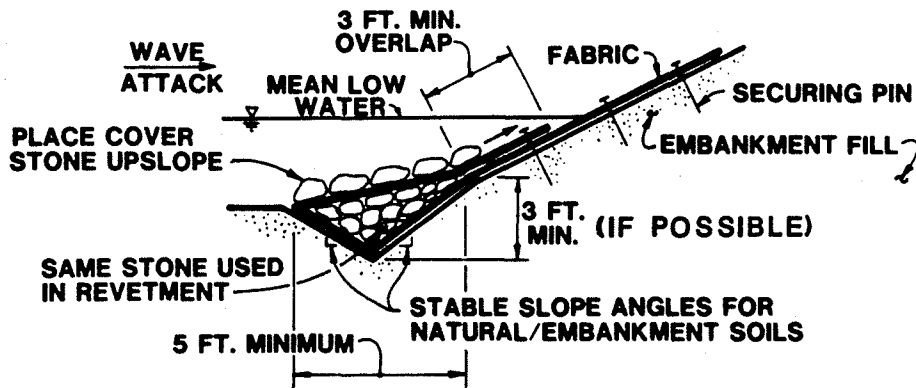 3 FT. MIN.
OVERLAP
WAVE
ATTACK
FABRIC
MEAN LOW
WATER
SECURING PIN
PLACE COVER
STONE UPSLOPE
EMBANKMENT FILL
3 FT.
MIN. (IF POSSIBLE)
SAME STONE USED
IN REVETMENT
STABLE SLOPE ANGLES FOR
NATURAL/EMBANKMENT SOILS
5 FT. MINIMUM